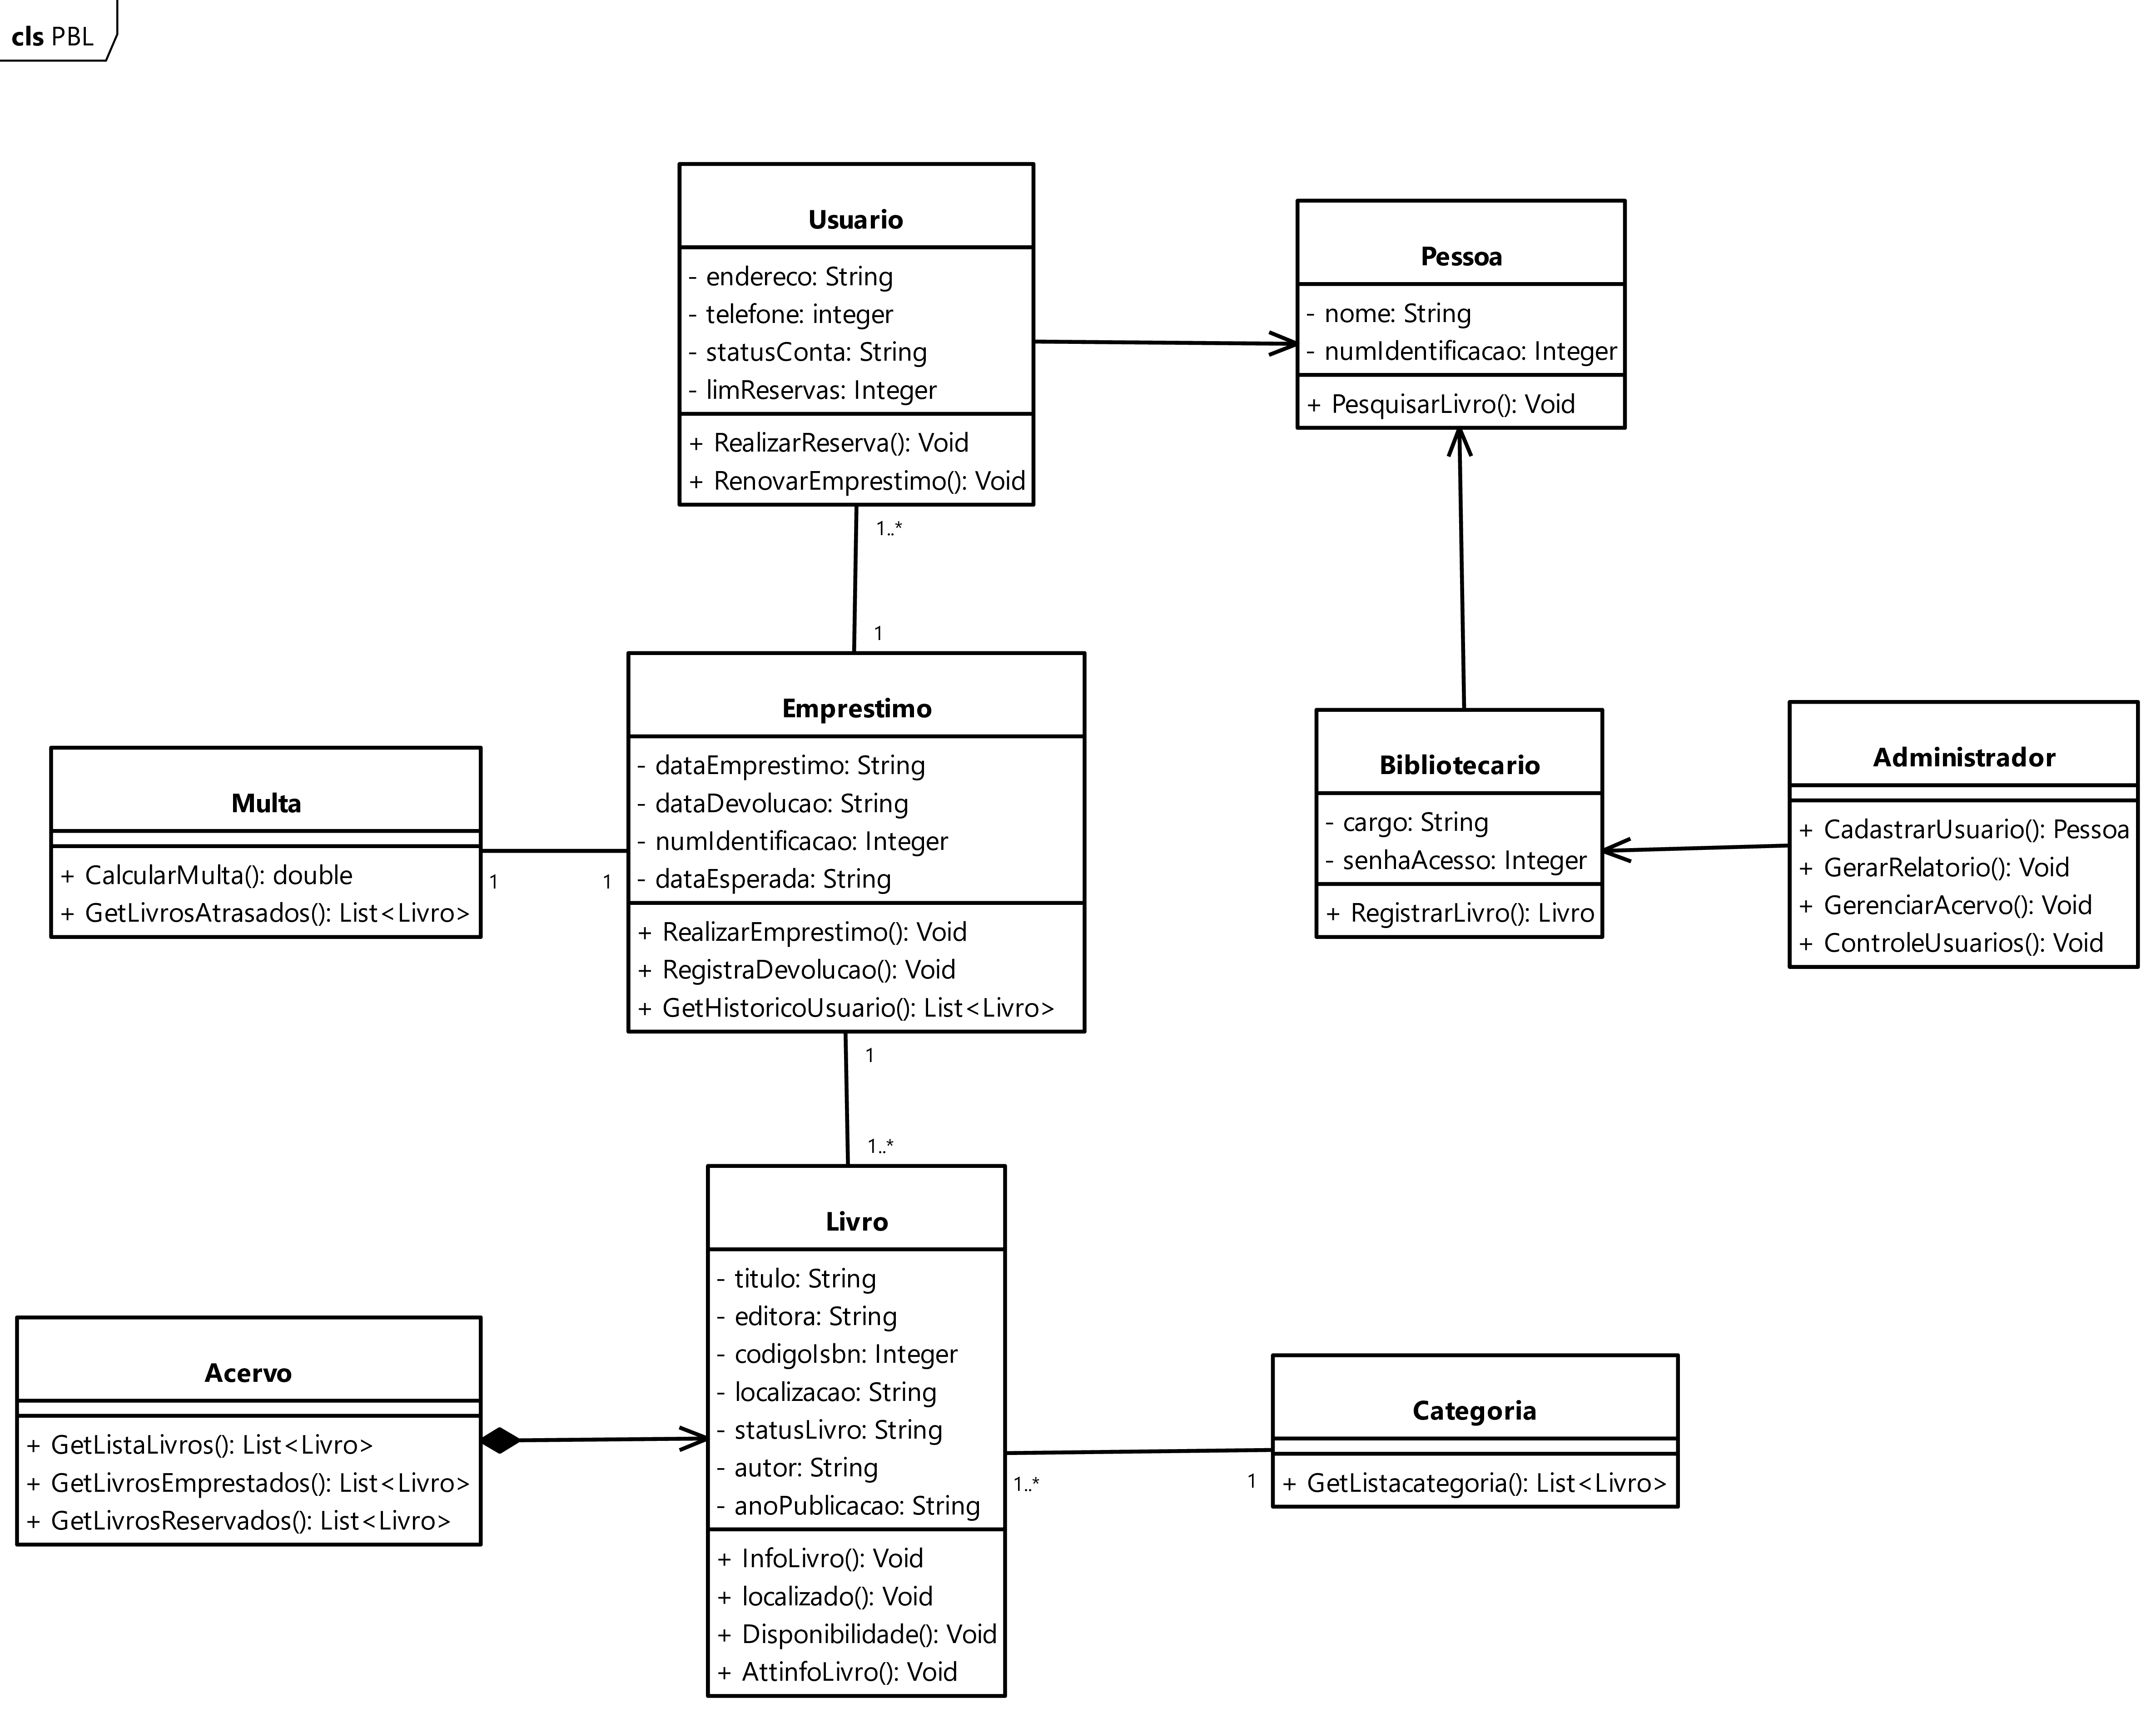 cls PBL
Usuario
- endereco: String
- telefone: integer
- statusConta: String
- limReservas: Integer
+ RealizarReserva(): Void
+ RenovarEmprestimo(): Void
Pessoa
- nome: String
- numIdentificacao: Integer
+ PesquisarLivro(): Void
1..*
1
Emprestimo
- dataEmprestimo: String
- dataDevolucao: String
- numIdentificacao: Integer
- dataEsperada: String
+ RealizarEmprestimo(): Void
+ RegistraDevolucao(): Void
+ GetHistoricoUsuario(): List<Livro>
Multa
+ CalcularMulta(): double
+ GetLivrosAtrasados(): List<Livro>
1
1
Bibliotecario
- cargo: String
- senhaAcesso: Integer
+ RegistrarLivro(): Livro
Administrador
+ CadastrarUsuario(): Pessoa
+ GerarRelatorio(): Void
+ GerenciarAcervo(): Void
+ ControleUsuarios(): Void
1
1..*
Livro
- titulo: String
- editora: String
- codigoIsbn: Integer
- localizacao: String
- statusLivro: String
- autor: String
- anoPublicacao: String
+ InfoLivro(): Void
+ localizado(): Void
+ Disponibilidade(): Void
+ AttinfoLivro(): Void
Acervo
+ GetListaLivros(): List<Livro>
+ GetLivrosEmprestados(): List<Livro>
+ GetLivrosReservados(): List<Livro>
1..*
1
Categoria
+ GetListacategoria(): List<Livro>